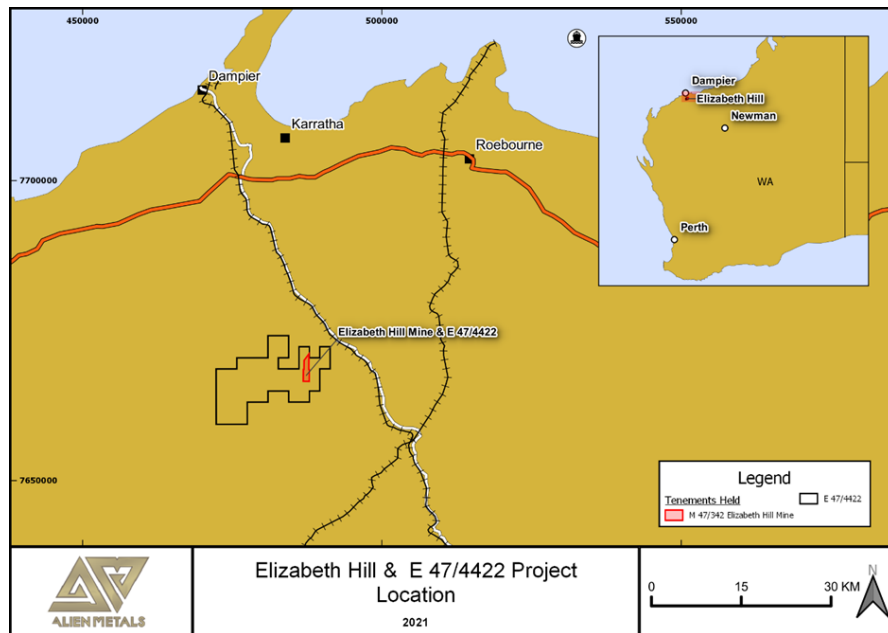 450000
500000
550000
Dampier
Karratha
Roebourne
7700000
Elizabeth Hill Mine & E 47/4422
7650000
Dampier
Elizabeth Hill
Newman
WA
Perth
Legend
Tenements Held
E 47/4422
M 47/342 Elizabeth Hill Mine
ALIEN METALS
Elizabeth Hill & E 47/4422 Project
Location
2021
0 15 30 KM
N